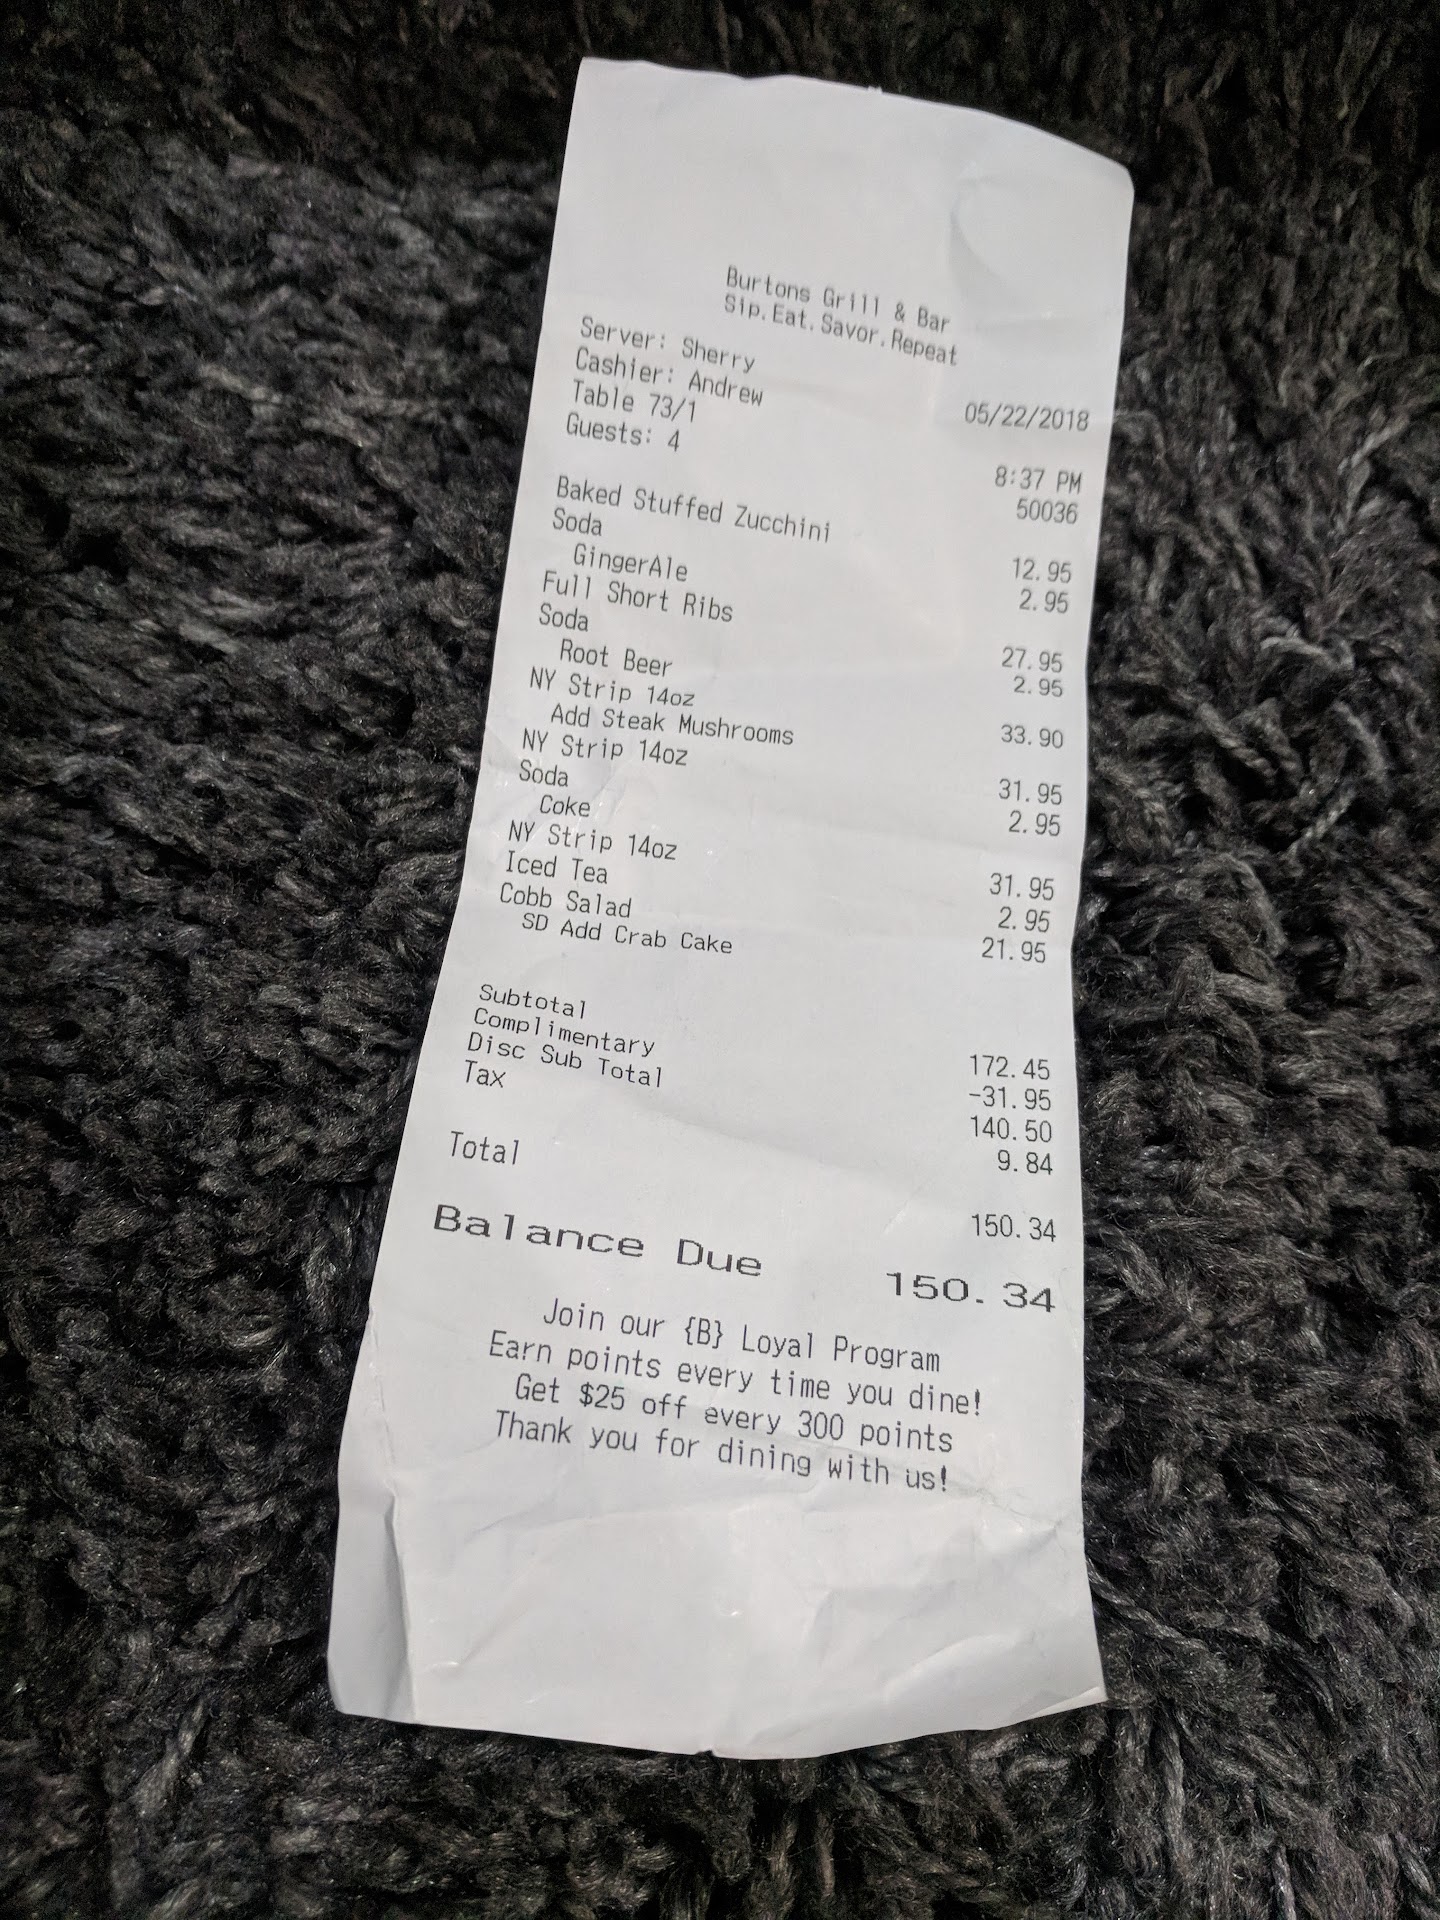 Burtons Grill & Bar
Sip.Eat.Savor.Repeat
Server: Sherry
Cashier: Andrew 05/22/2018
Table 73/1 8:37 PM
Guests: 4 50036
Baked Stuffed Zucchini 12.95
Soda 2.95
GingerAle
Full Short Ribs 27.95
Soda 2.95
Root Beer
NY Strip 14oz 33.90
Add Steak Mushrooms
NY Strip 14oz 31.95
Soda 2.95
Coke
NY Strip 14oz 31.95
Iced Tea 2.95
Cobb Salad 21.95
SD Add Crab Cake
Subtotal 172.45
Complimentary -31.95
Disc Sub Total 140.50
Tax 9.84
Total 150.34
Balance Due 150.34
Join our {B} Loyal Program
Earn points every time you dine!
Get $25 off every 300 points
Thank you for dining with us!